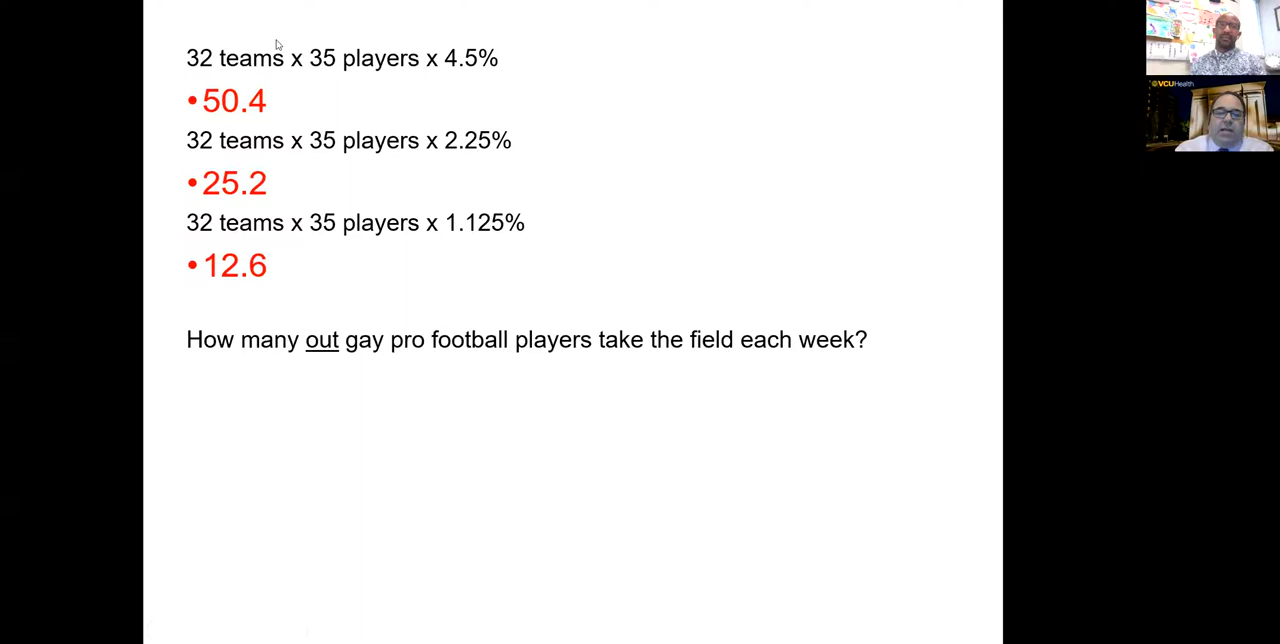 32 teams x 35 players x 4.5%
•50.4
32 teams x 35 players x 2.25%
•25.2
32 teams x 35 players x 1.125%
•12.6
How many out gay pro football players take the field each week?
VCUHealth